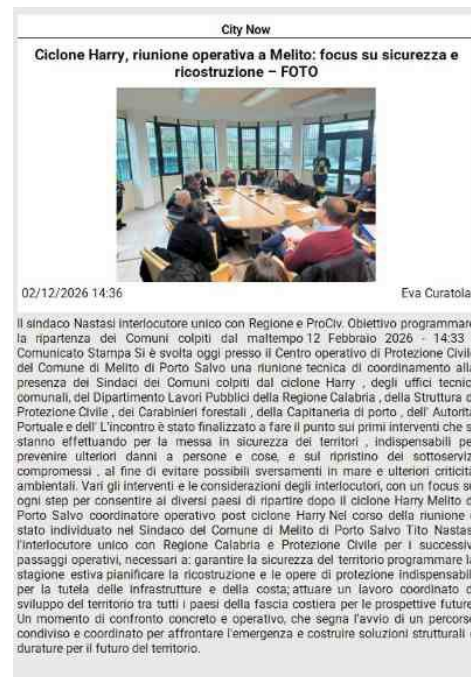 City Now
Ciclone Harry, riunione operativa a Melito: focus su sicurezza e
ricostruzione – FOTO
02/12/2026 14:36
Eva Curatola
Il sindaco Nastasi interlocutore unico con Regione e ProCiv. Obiettivo programmare
la ripartenza dei Comuni colpiti dal maltempo 12 Febbraio 2026 - 14:33 |
Comunicato Stampa Si è svolta oggi presso il Centro operativo di Protezione Civile
del Comune di Melito di Porto Salvo una riunione tecnica di coordinamento alla
presenza dei Sindaci dei Comuni colpiti dal ciclone Harry , degli uffici tecnici
comunali, del Dipartimento Lavori Pubblici della Regione Calabria , della Struttura di
Protezione Civile , dei Carabinieri forestali , della Capitaneria di porto , dell' Autorità
Portuale e dell' L'incontro è stato finalizzato a fare il punto sui primi interventi che si
stanno effettuando per la messa in sicurezza dei territori , indispensabili per
prevenire ulteriori danni a persone e cose, e sul ripristino dei sottoservizi
compromessi , al fine di evitare possibili sversamenti in mare e ulteriori criticità
ambientali. Vari gli interventi e le considerazioni degli interlocutori, con un focus su
ogni step per consentire ai diversi paesi di ripartire dopo il ciclone Harry Melito di
Porto Salvo coordinatore operativo post ciclone Harry Nel corso della riunione è
stato individuato nel Sindaco del Comune di Melito di Porto Salvo Tito Nastasi
l'interlocutore unico con Regione Calabria e Protezione Civile per i successivi
passaggi operativi, necessari a: garantire la sicurezza del territorio programmare la
stagione estiva pianificare la ricostruzione e le opere di protezione indispensabili
per la tutela delle infrastrutture e della costa; attuare un lavoro coordinato di
sviluppo del territorio tra tutti i paesi della fascia costiera per le prospettive future
Un momento di confronto concreto e operativo, che segna l'avvio di un percorso
condiviso e coordinato per affrontare l'emergenza e costruire soluzioni strutturali e
durature per il futuro del territorio.